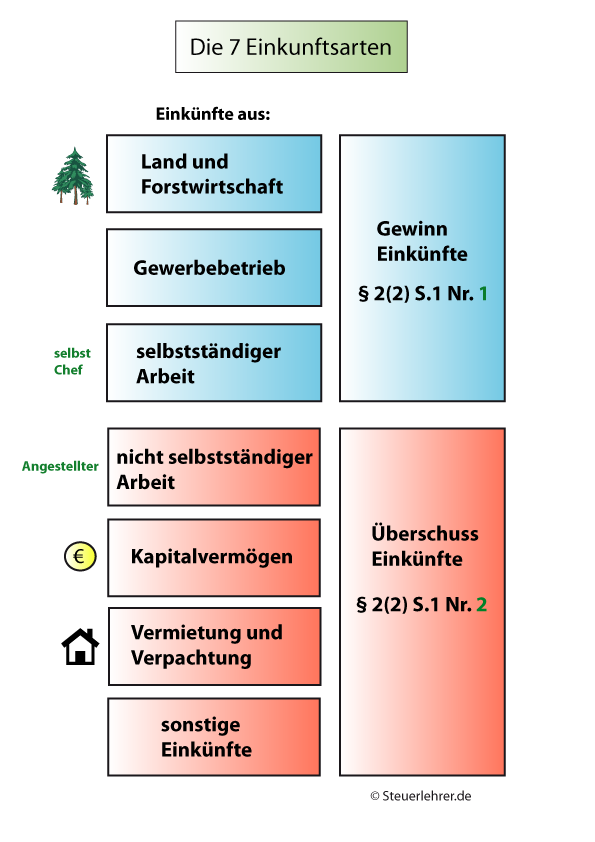 Die 7 Einkunftsarten
Einkünfte aus:
Land und
Forstwirtschaft
Gewerbebetrieb
selbst
Chef
selbstständiger
Arbeit
Gewinn
Einkünfte
§ 2(2) S.1 Nr. 1
Angestellter
nicht selbstständiger
Arbeit
€
Kapitalvermögen
Vermietung und
Verpachtung
sonstige
Einkünfte
Überschuss
Einkünfte
§ 2(2) S.1 Nr. 2
© Steuerlehrer.de